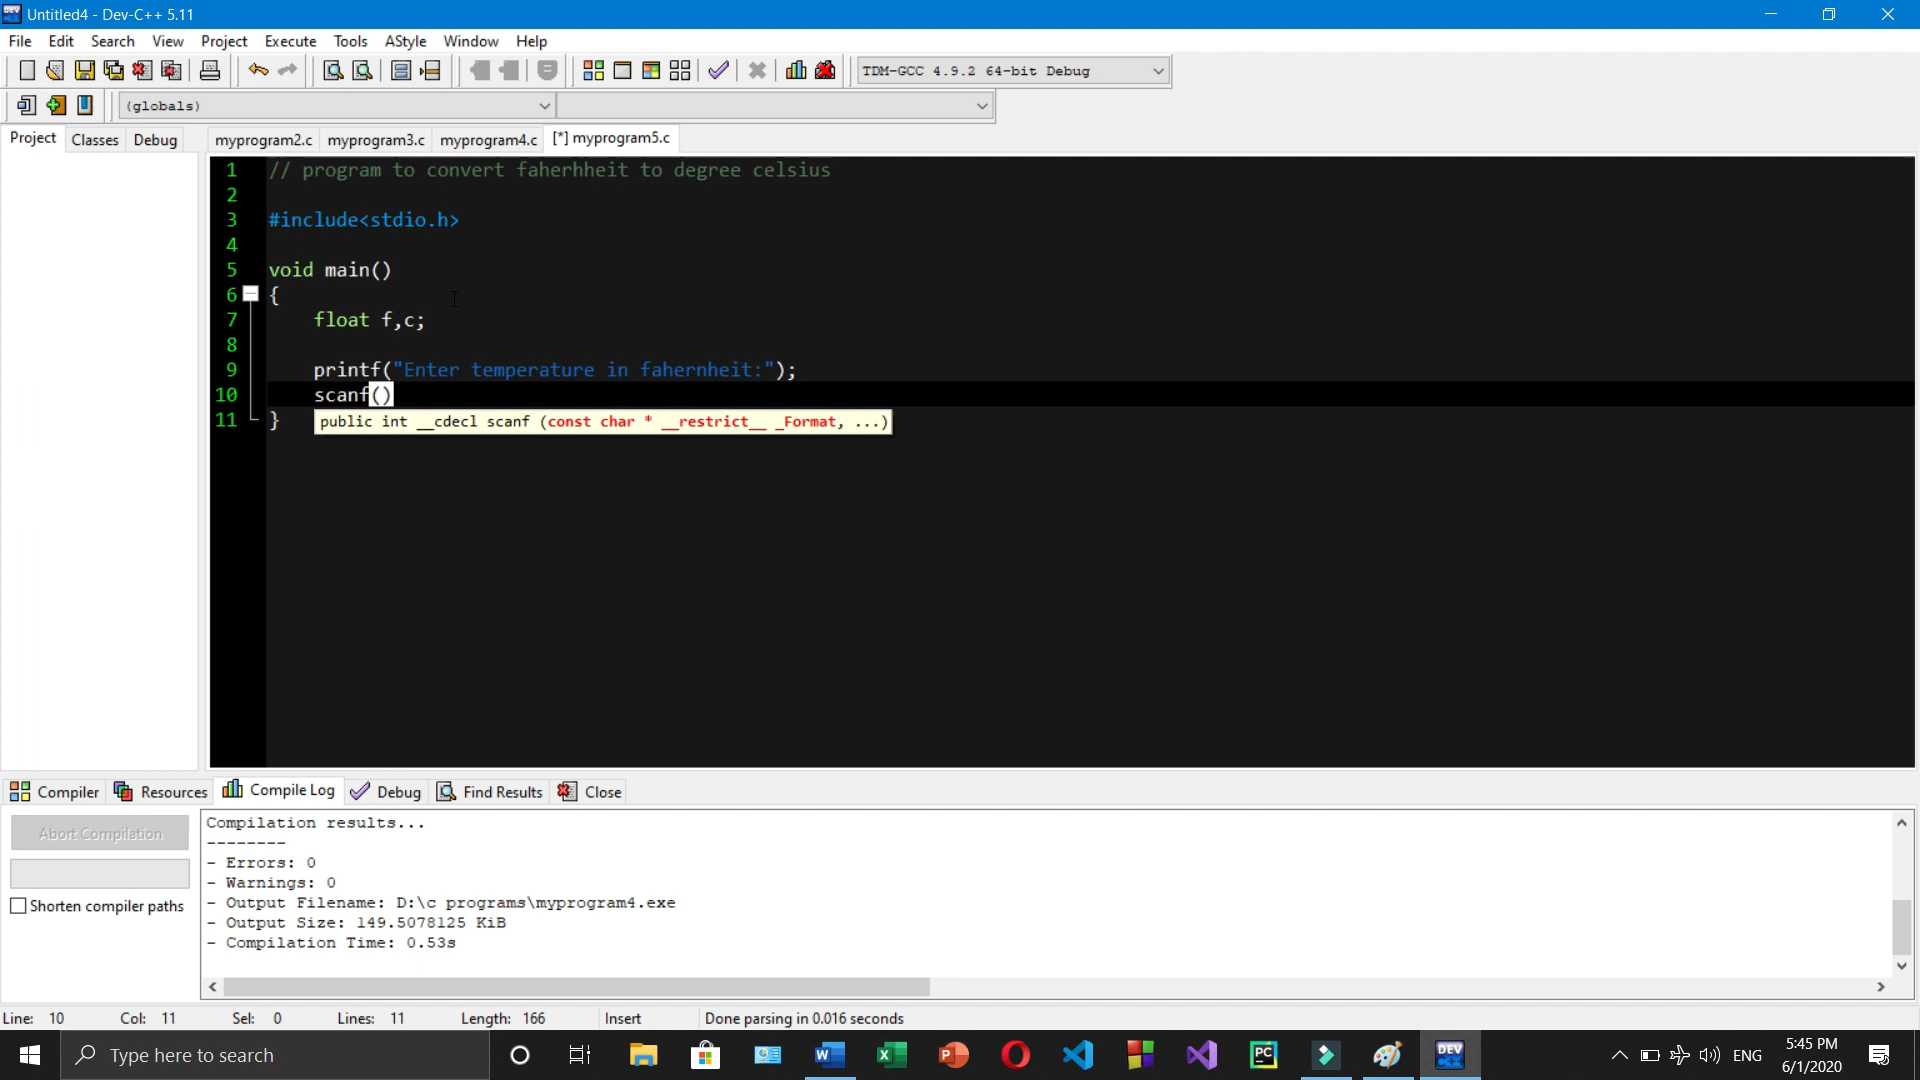 Untitled4 - Dev-C++ 5.11
File Edit Search View Project Execute Tools AStyle Window Help
TDM-GCC 4.9.2 64-bit Debug
(globals)
Project Classes Debug myprogram2.c myprogram3.c myprogram4.c [*] myprogram5.c
1 // program to convert faherhheit to degree celsius
2
3 #include<stdio.h>
4
5 void main()
6 {
7 float f,c;
8
9 printf("Enter temperature in fahernheit:");
10 scanf()
11 }
public int __cdecl scanf (const char * __restrict__ _Format, ...)
Compiler Resources Compile Log Debug Find Results Close
Abort Compilation
Shorten compiler paths
Compilation results...
--------
- Errors: 0
- Warnings: 0
- Output Filename: D:\c programs\myprogram4.exe
- Output Size: 149.5078125 KiB
- Compilation Time: 0.53s
Line: 10 Col: 11 Sel: 0 Lines: 11 Length: 166 Insert Done parsing in 0.016 seconds
Type here to search
ENG
5:45 PM
6/1/2020